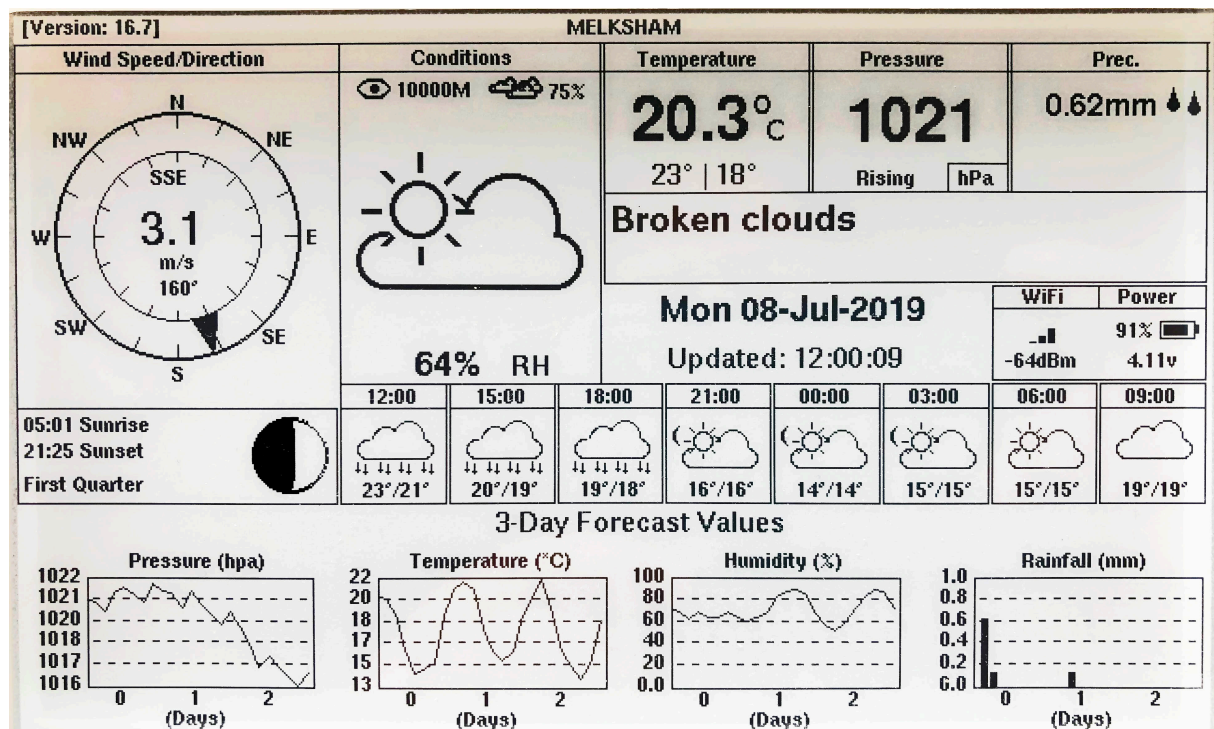 [Version: 16.7] MELKSHAM
Wind Speed/Direction
N
NW NE
SSE
3.1
W E
m/s
160°
SW SE
S
05:01 Sunrise
21:25 Sunset
First Quarter
Conditions
10000M 75%
64% RH
Temperature
20.3°C
23° | 18°
Pressure
1021
Rising hPa
Prec.
0.62mm
Broken clouds
Mon 08-Jul-2019
Updated: 12:00:09
WiFi
-64dBm
Power
91%
4.11v
12:00 15:00 18:00 21:00 00:00 03:00 06:00 09:00
23°/21° 20°/19° 19°/18° 16°/16° 14°/14° 15°/15° 15°/15° 19°/19°
3-Day Forecast Values
Pressure (hpa)
1022
1021
1020
1018
1017
1016
0 1 2
(Days)
Temperature (°C)
22
20
18
17
15
13
0 1 2
(Days)
Humidity (%)
100
80
60
40
20
0.0
0 1 2
(Days)
Rainfall (mm)
1.0
0.8
0.6
0.4
0.2
0.0
0 1 2
(Days)